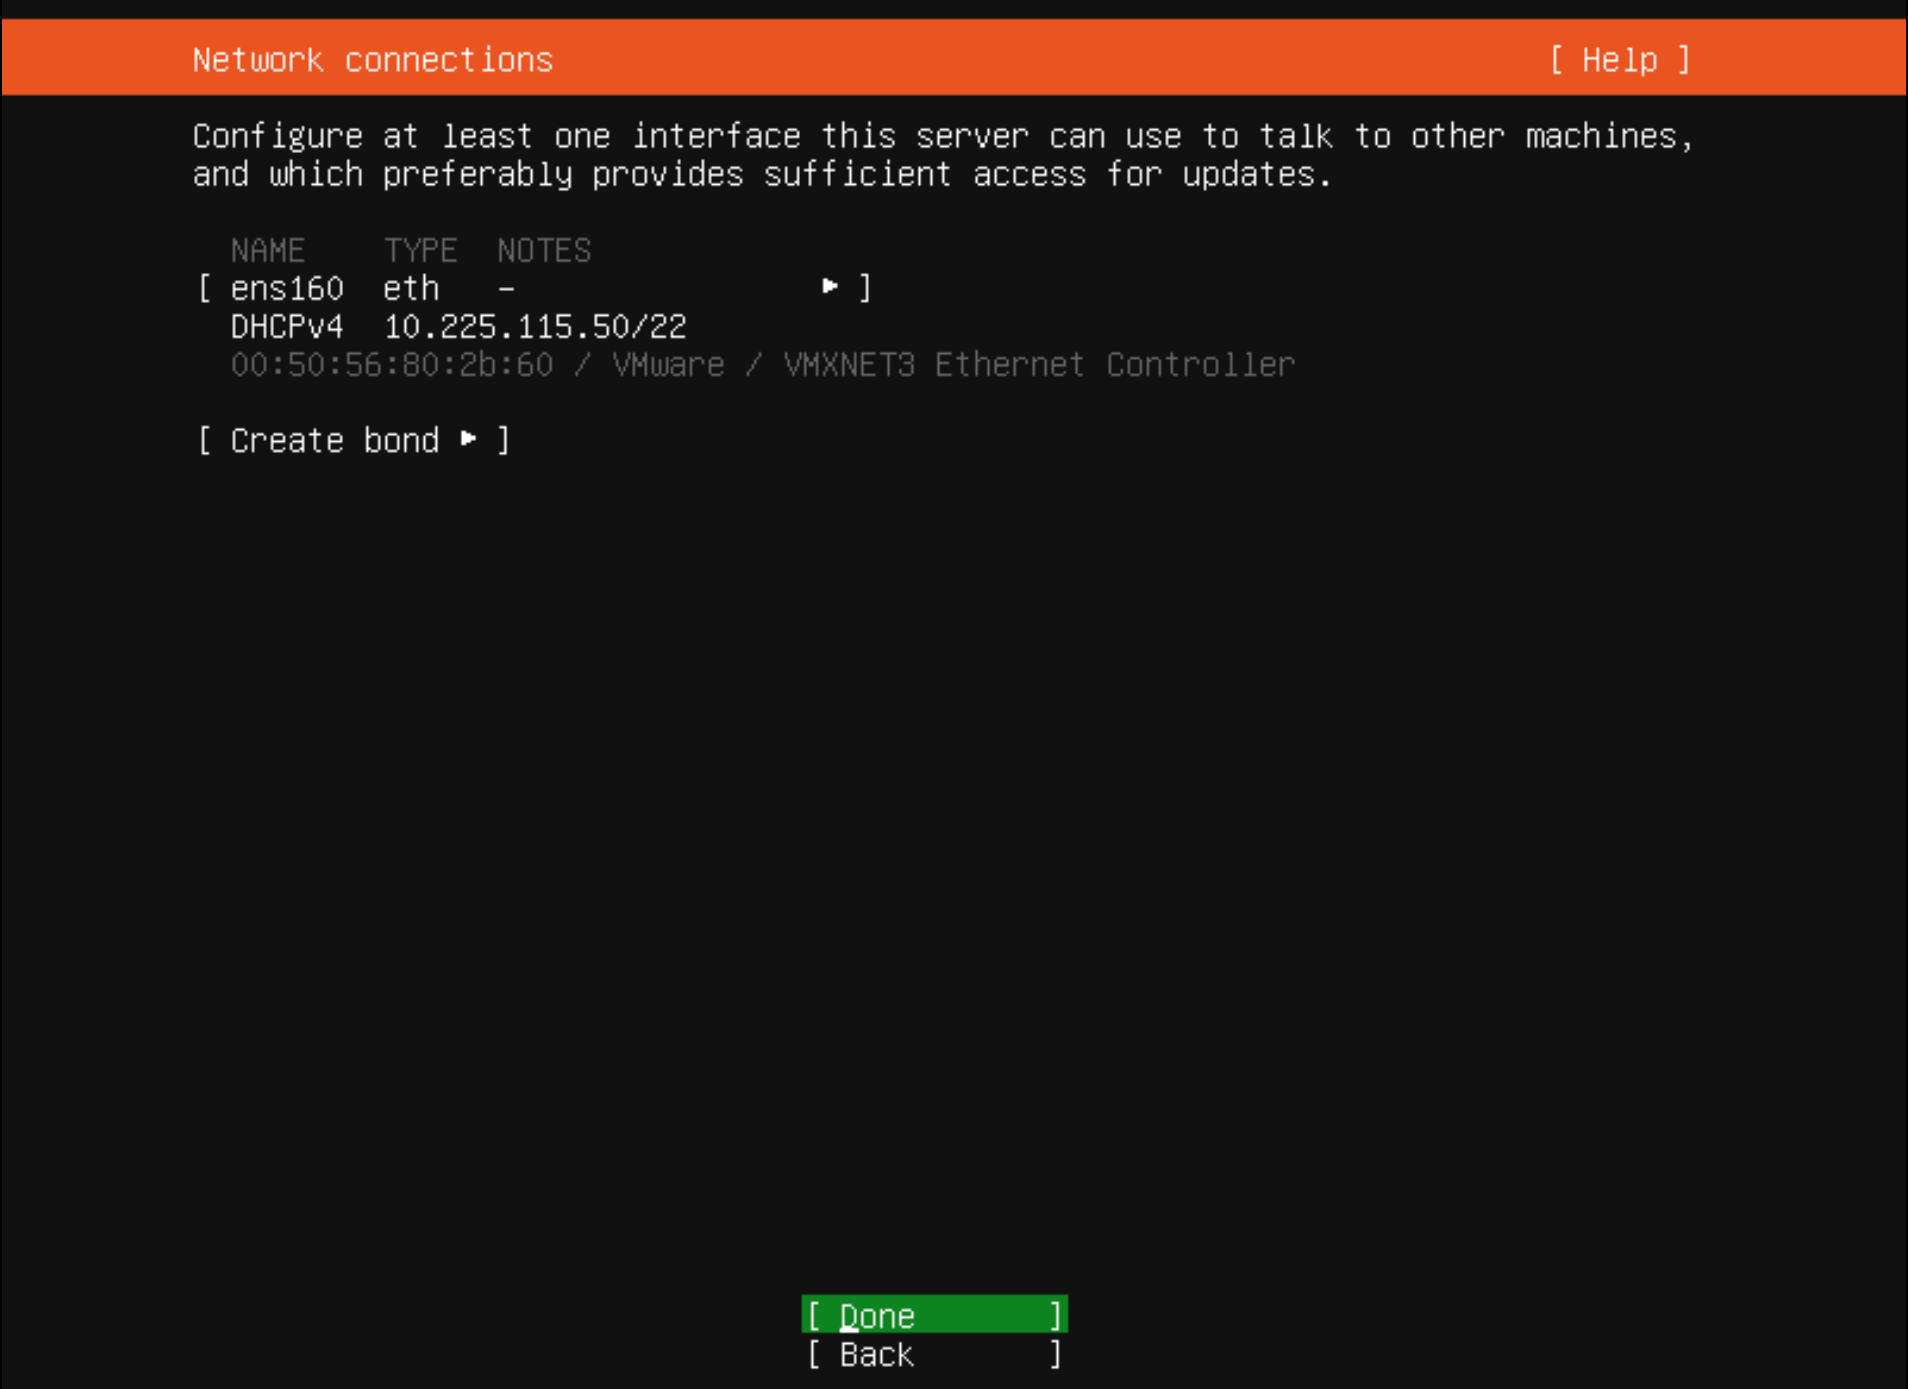 Network connections [ Help ]
Configure at least one interface this server can use to talk to other machines,
and which preferably provides sufficient access for updates.
NAME TYPE NOTES
[ ens160 eth - ▸ ]
DHCPv4 10.225.115.50/22
00:50:56:80:2b:60 / VMware / VMXNET3 Ethernet Controller
[ Create bond ▸ ]
[ Done ]
[ Back ]